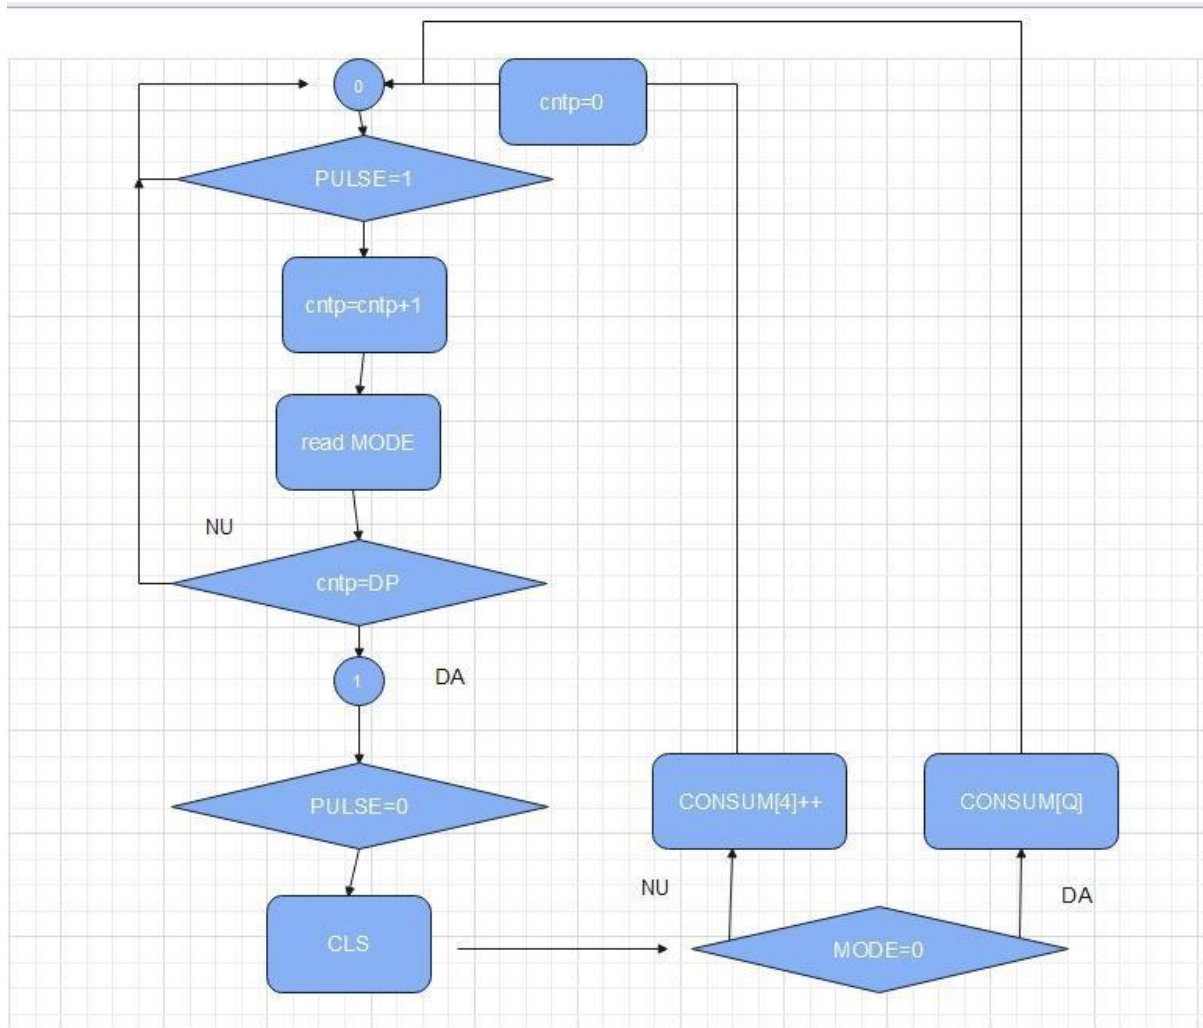 0
cntp=0
PULSE=1
cntp=cntp+1
read MODE
NU
cntp=DP
1
DA
PULSE=0
CONSUM[4]++
CONSUM[Q]
NU
DA
CLS
MODE=0